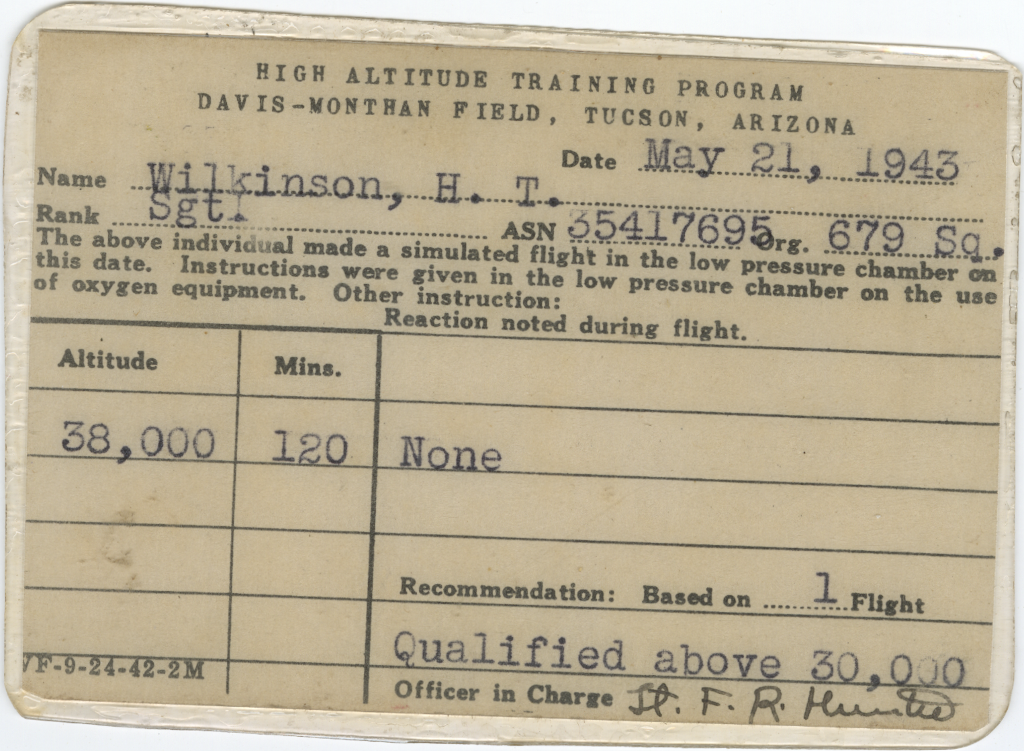 HIGH ALTITUDE TRAINING PROGRAM
DAVIS-MONTHAN FIELD, TUCSON, ARIZONA
Date May 21, 1943
Name Wilkinson, H. T.
Rank Sgt. ASN 35417695 Org. 679 Sq.
The above individual made a simulated flight in the low pressure chamber on
this date. Instructions were given in the low pressure chamber on the use
of oxygen equipment. Other instruction:
Reaction noted during flight.
Altitude Mins.
38,000 120 None
Recommendation: Based on 1 Flight
Qualified above 30,000
VF-9-24-42-2M
Officer in Charge F. R.